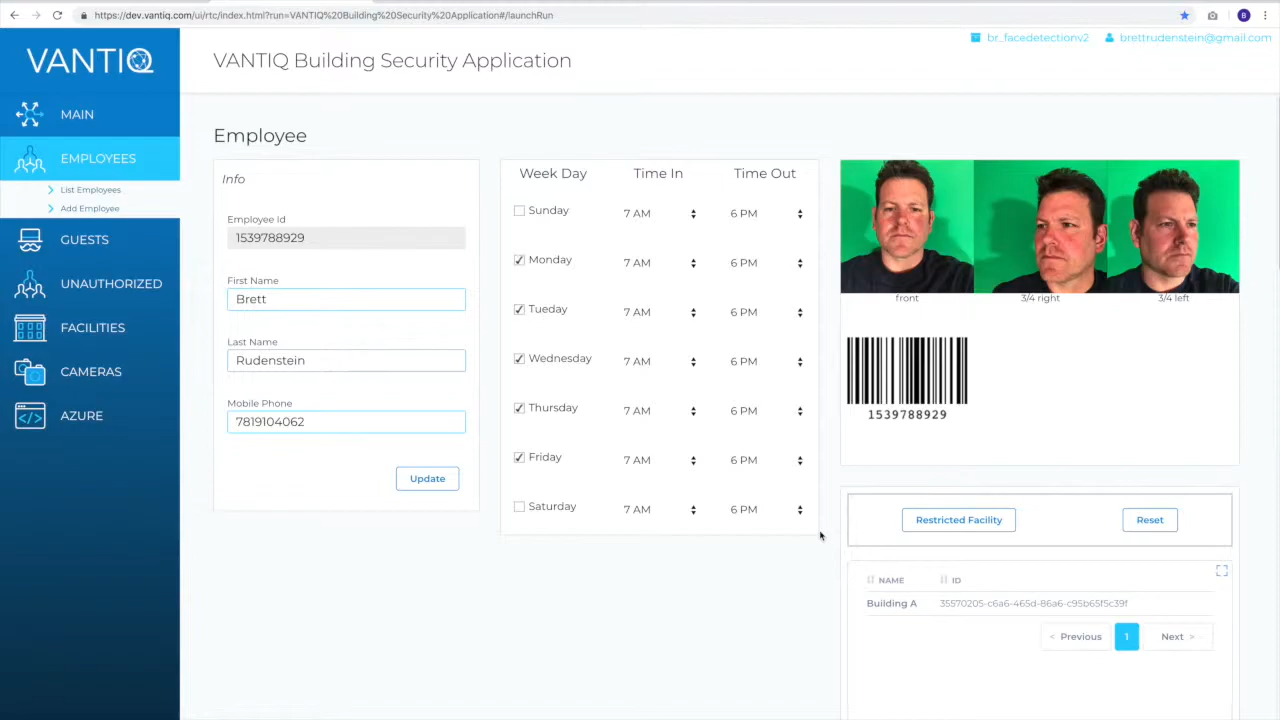 https://dev.vantiq.com/ui/rtc/index.html?run=VANTIQ%20Building%20Security%20Application#/launchRun
B
br_facedetectionv2 brettrudenstein@gmail.com
VANTIQ
VANTIQ Building Security Application
MAIN
EMPLOYEES
List Employees
Add Employee
GUESTS
UNAUTHORIZED
FACILITIES
CAMERAS
AZURE
Employee
Info
Employee Id
1539788929
First Name
Brett
Last Name
Rudenstein
Mobile Phone
7819104062
Update
Week Day Time In Time Out
Sunday 7 AM 6 PM
Monday 7 AM 6 PM
Tueday 7 AM 6 PM
Wednesday 7 AM 6 PM
Thursday 7 AM 6 PM
Friday 7 AM 6 PM
Saturday 7 AM 6 PM
front 3/4 right 3/4 left
1539788929
Restricted Facility Reset
NAME ID
Building A 35570205-c6a6-465d-86a6-c95b65f5c39f
< Previous 1 Next >